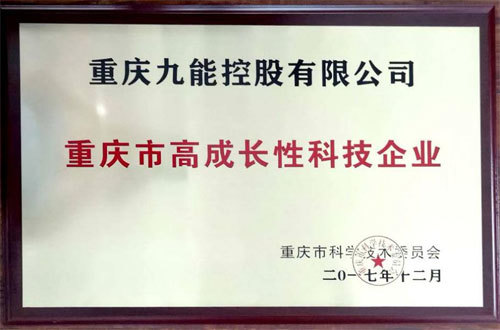 重庆九能控股有限公司
重庆市高成长性科技企业
重庆市科学技术委员会
二〇一七年十二月